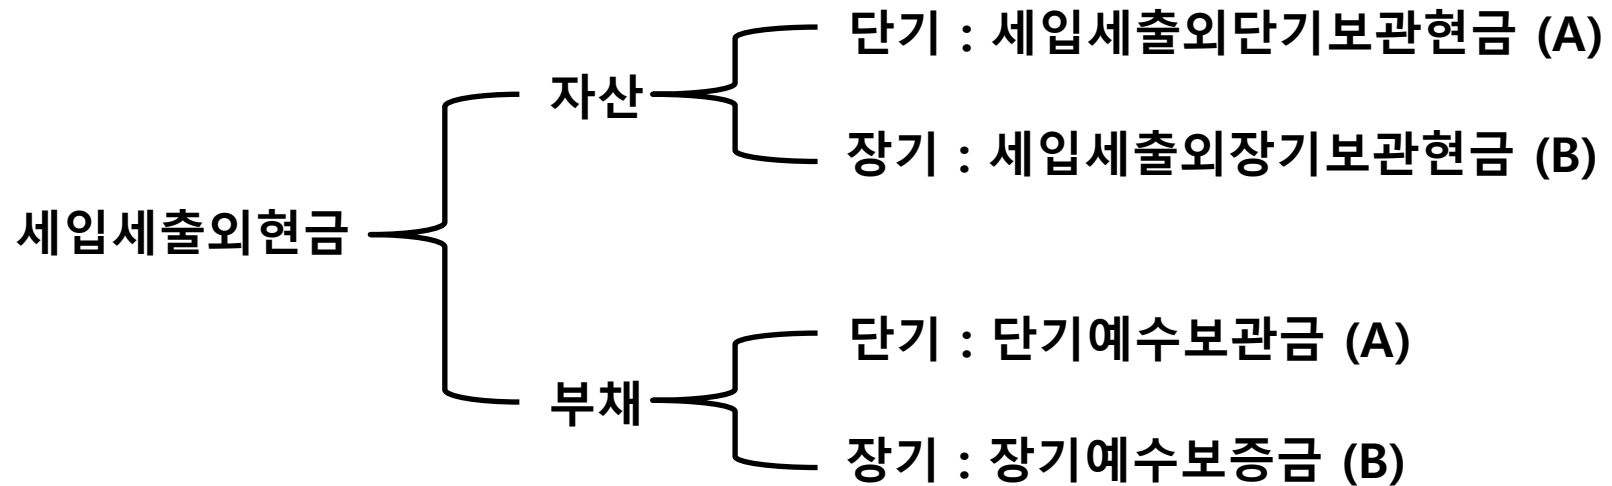 단기 : 세입세출외단기보관현금 (A)
자산
장기 : 세입세출외장기보관현금 (B)
세입세출외현금
단기 : 단기예수보관금 (A)
부채
장기 : 장기예수보증금 (B)